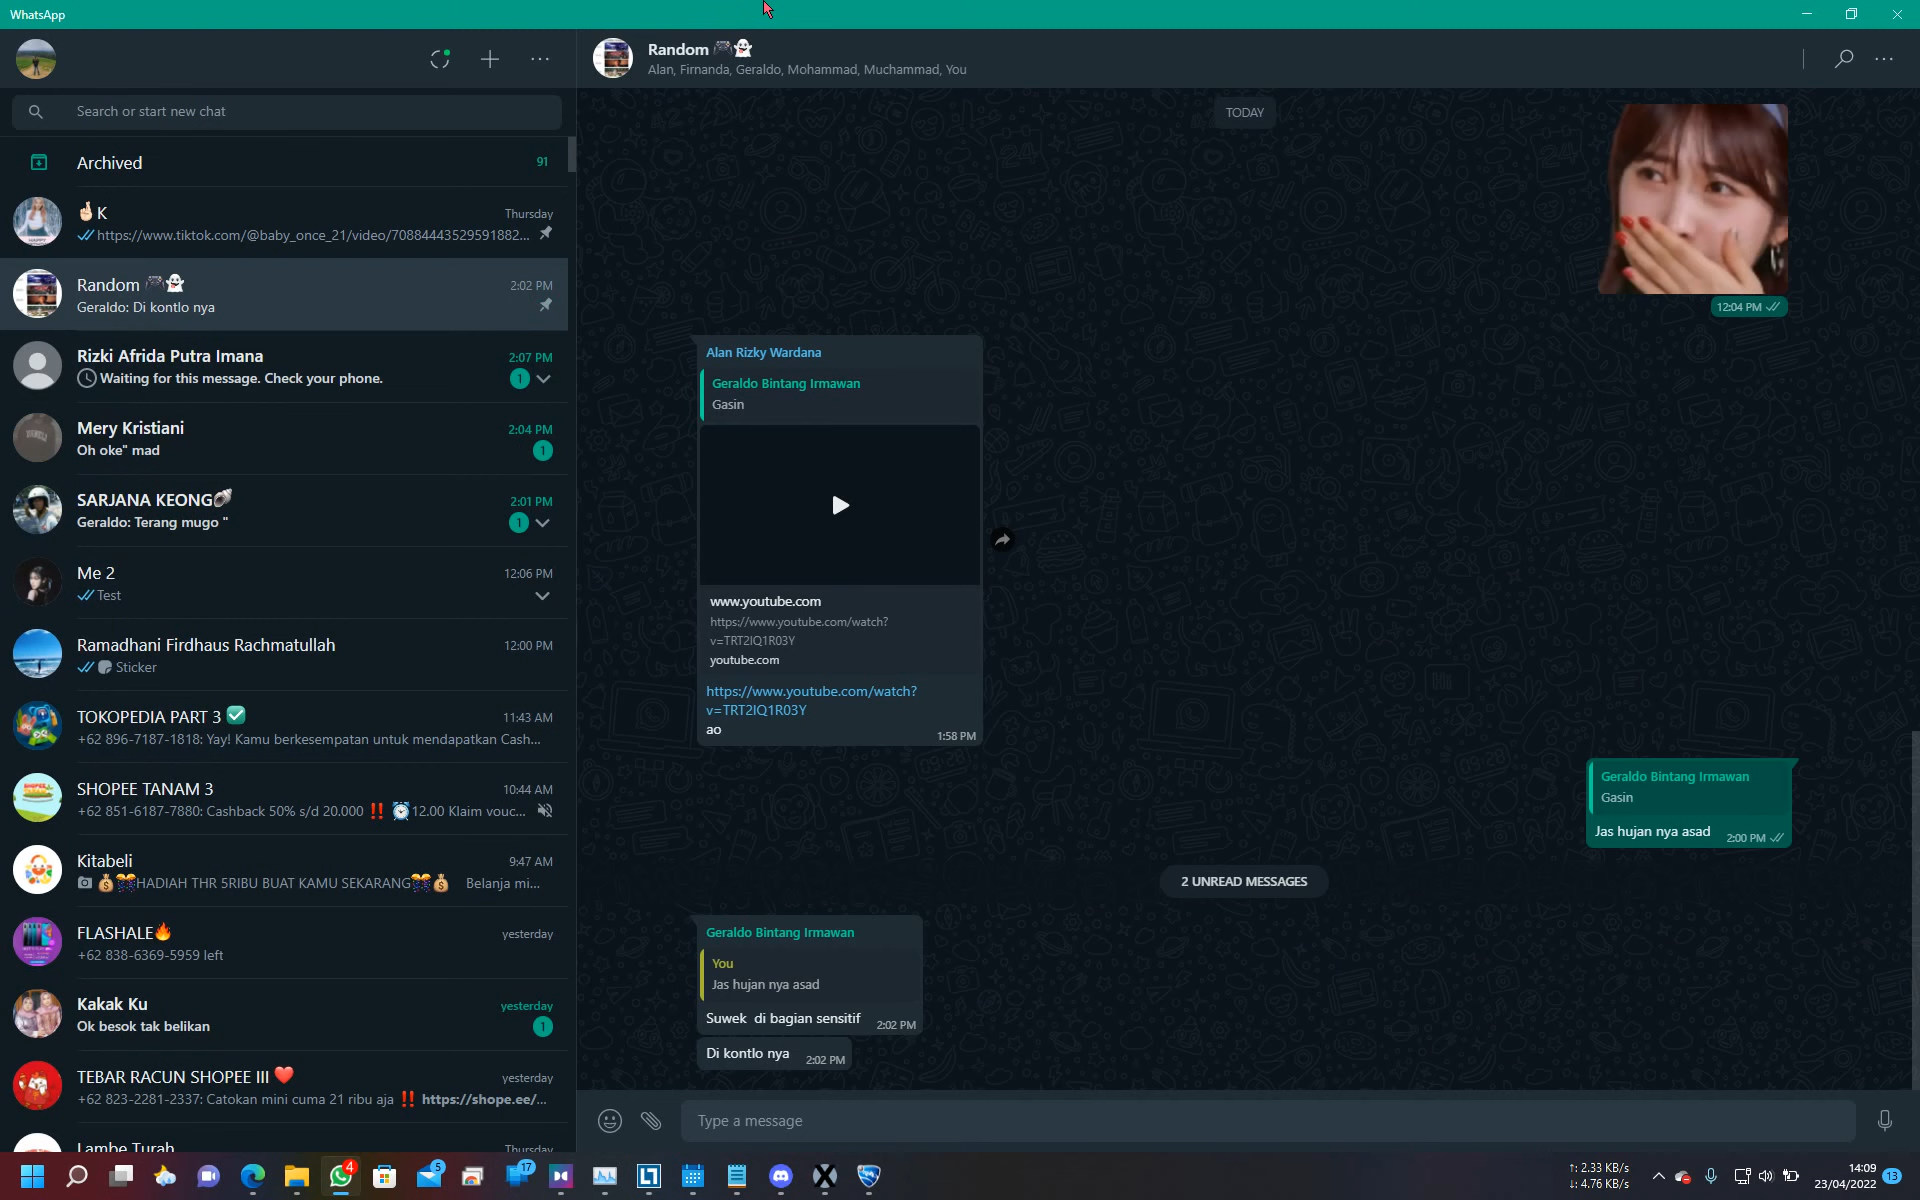 WhatsApp
Search or start new chat
Archived
91
🤞🏻K
Thursday
https://www.tiktok.com/@baby_once_21/video/70884443529591882...
Random 🎮👻
2:02 PM
Geraldo: Di kontlo nya
Rizki Afrida Putra Imana
2:07 PM
Waiting for this message. Check your phone.
1
Mery Kristiani
2:04 PM
Oh oke" mad
1
SARJANA KEONG🐚
2:01 PM
Geraldo: Terang mugo "
1
Me 2
12:06 PM
Test
Ramadhani Firdhaus Rachmatullah
12:00 PM
Sticker
TOKOPEDIA PART 3 ✅
11:43 AM
+62 896-7187-1818: Yay! Kamu berkesempatan untuk mendapatkan Cash...
SHOPEE TANAM 3
10:44 AM
+62 851-6187-7880: Cashback 50% s/d 20.000 ‼️ ⏰12.00 Klaim vouc...
Kitabeli
9:47 AM
💰🎊HADIAH THR 5RIBU BUAT KAMU SEKARANG🎊💰 Belanja mi...
FLASHALE🔥
yesterday
+62 838-6369-5959 left
Kakak Ku
yesterday
Ok besok tak belikan
1
TEBAR RACUN SHOPEE III ❤️
yesterday
+62 823-2281-2337: Catokan mini cuma 21 ribu aja ‼️ https://shope.ee/...
Lambe Turah
Thursday
Random 🎮👻
Alan, Firnanda, Geraldo, Mohammad, Muchammad, You
TODAY
12:04 PM
Alan Rizky Wardana
Geraldo Bintang Irmawan
Gasin
www.youtube.com
https://www.youtube.com/watch?
v=TRT2IQ1R03Y
youtube.com
https://www.youtube.com/watch?
v=TRT2IQ1R03Y
ao
1:58 PM
Geraldo Bintang Irmawan
Gasin
Jas hujan nya asad
2:00 PM
2 UNREAD MESSAGES
Geraldo Bintang Irmawan
You
Jas hujan nya asad
Suwek  di bagian sensitif
2:02 PM
Di kontlo nya
2:02 PM
Type a message
4
5
17
↑: 2.33 KB/s
↓: 4.76 KB/s
14:09
23/04/2022
13